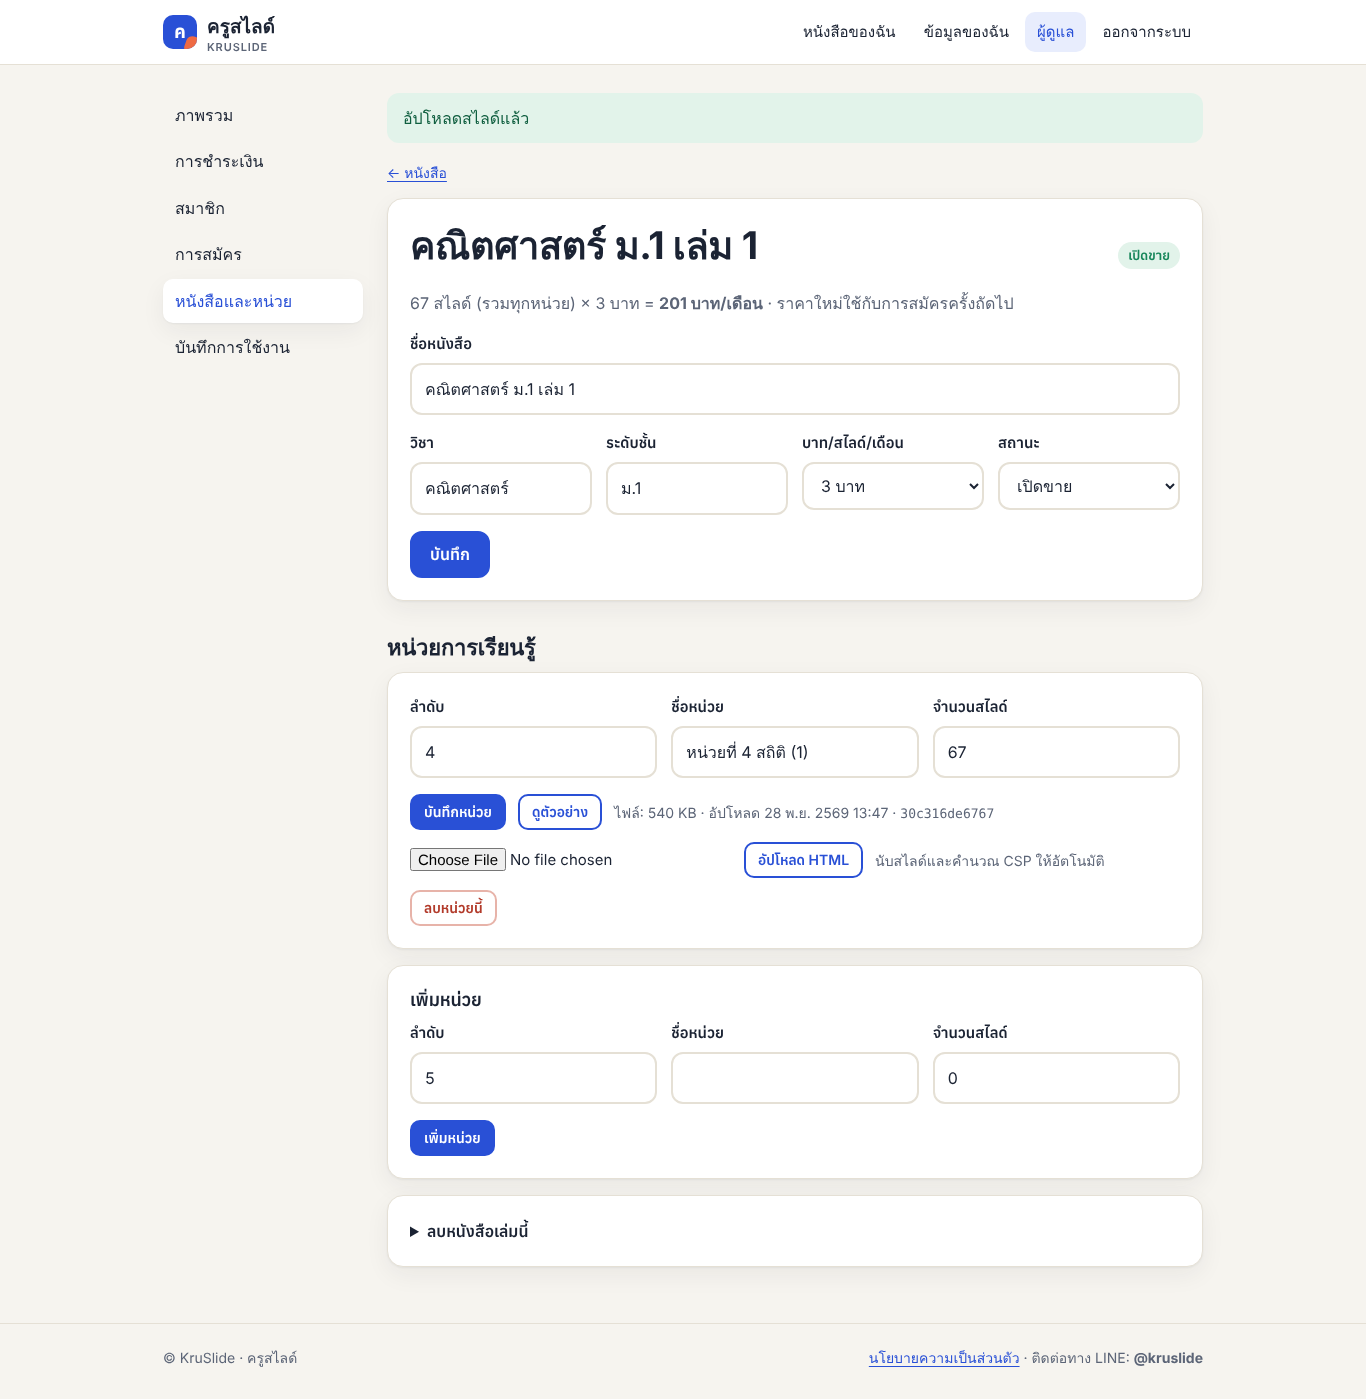 ค
ครูสไลด์
KRUSLIDE
หนังสือของฉัน
ข้อมูลของฉัน
ผู้ดูแล
ออกจากระบบ
ภาพรวม
การชำระเงิน
สมาชิก
การสมัคร
หนังสือและหน่วย
บันทึกการใช้งาน
อัปโหลดสไลด์แล้ว
← หนังสือ
คณิตศาสตร์ ม.1 เล่ม 1
เปิดขาย
67 สไลด์ (รวมทุกหน่วย) × 3 บาท = 201 บาท/เดือน · ราคาใหม่ใช้กับการสมัครครั้งถัดไป
ชื่อหนังสือ
คณิตศาสตร์ ม.1 เล่ม 1
วิชา ระดับชั้น บาท/สไลด์/เดือน สถานะ
คณิตศาสตร์ ม.1 3 บาท เปิดขาย
บันทึก
หน่วยการเรียนรู้
ลำดับ ชื่อหน่วย จำนวนสไลด์
4 หน่วยที่ 4 สถิติ (1) 67
บันทึกหน่วย ดูตัวอย่าง ไฟล์: 540 KB · อัปโหลด 28 พ.ย. 2569 13:47 · 30c316de6767
Choose File No file chosen อัปโหลด HTML นับสไลด์และคำนวณ CSP ให้อัตโนมัติ
ลบหน่วยนี้
เพิ่มหน่วย
ลำดับ ชื่อหน่วย จำนวนสไลด์
5 0
เพิ่มหน่วย
ลบหนังสือเล่มนี้
© KruSlide · ครูสไลด์
นโยบายความเป็นส่วนตัว · ติดต่อทาง LINE: @kruslide